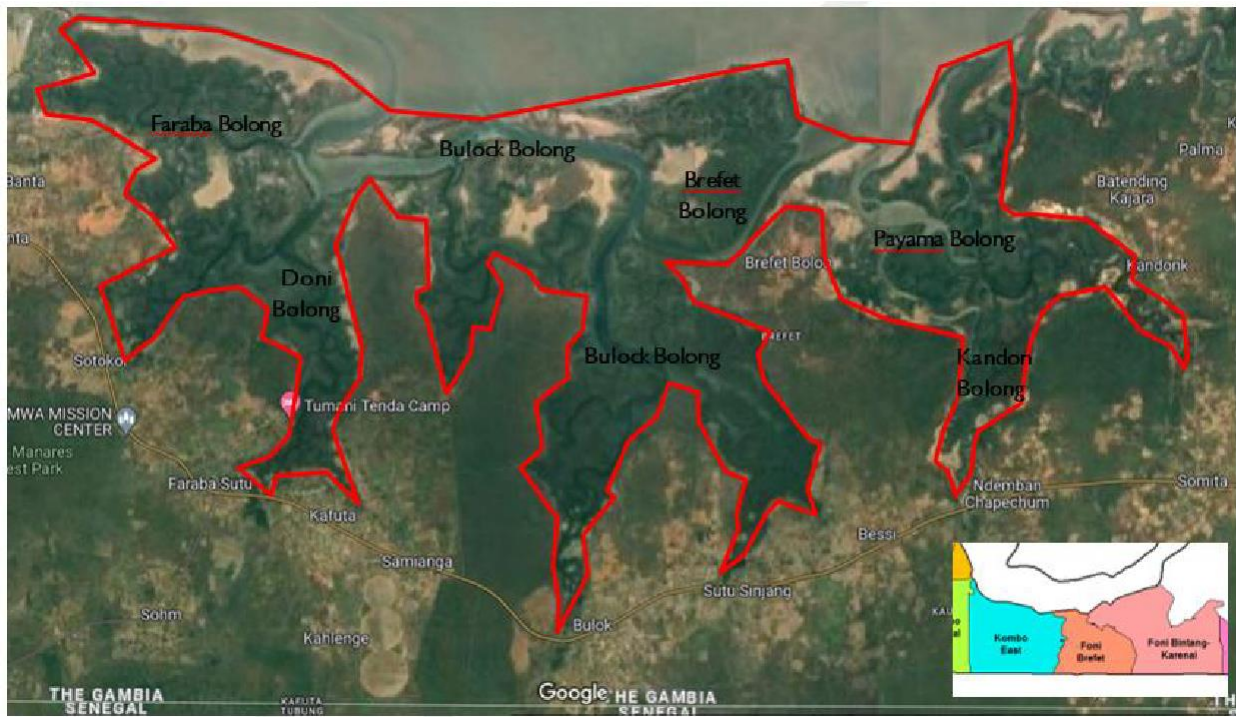 Faraba Bolong
Bulock Bolong
Palma
Banta
Brefet
Bolong
Batending
Kajara
nta
Payama Bolong
Brefet Bolon
Kandonk
Doni
Bolong
Sotokoi
Bulock Bolong
REFET
Kandon
Bolong
MWA MISSION
CENTER
Tumani Tenda Camp
Manares
est Park
Faraba Sutu
Kafuta
Ndemban
Chapechum
Somita
Bessi
Samianga
Sutu Sinjang
Sohm
Kahlenge
Bulok
Kombo
East
Foni
Brefet
Foni Bintang-
Karenai
THE GAMBIA
SENEGAL
KAFUTA
TUBUNG
Google
HE GAMBIA
SENEGAL